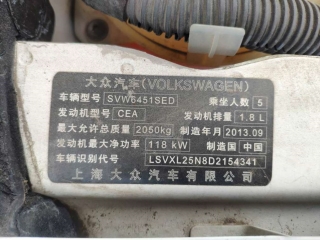 大众汽车(VOLKSWAGEN)
车辆型号 SVW6451SED 乘坐人数 5
发动机型号 CEA 发动机排量 1.8 L
最大允许总质量 2050kg 制造年月 2013.09
发动机最大净功率 118 kW 制造国 中国
车辆识别代号 LSVXL25N8D2154341
上海大众汽车有限公司